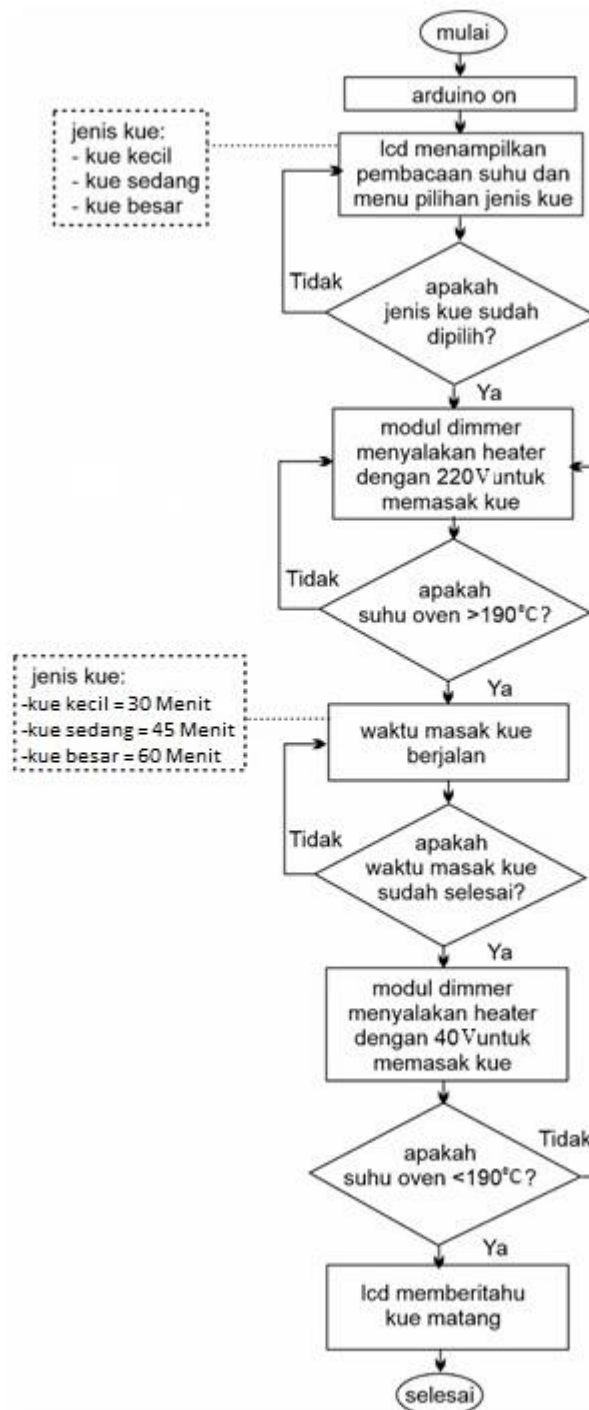 mulai
arduino on
jenis kue:
- kue kecil
- kue sedang
- kue besar
lcd menampilkan
pembacaan suhu dan
menu pilihan jenis kue
Tidak
apakah
jenis kue sudah
dipilih?
Ya
modul dimmer
menyalakan heater
dengan 220V untuk
memasak kue
Tidak
apakah
suhu oven >190°C?
Ya
jenis kue:
-kue kecil = 30 Menit
-kue sedang = 45 Menit
-kue besar = 60 Menit
waktu masak kue
berjalan
Tidak
apakah
waktu masak kue
sudah selesai?
Ya
modul dimmer
menyalakan heater
dengan 40V untuk
memasak kue
apakah
suhu oven <190°C?
Tidak
Ya
lcd memberitahu
kue matang
selesai